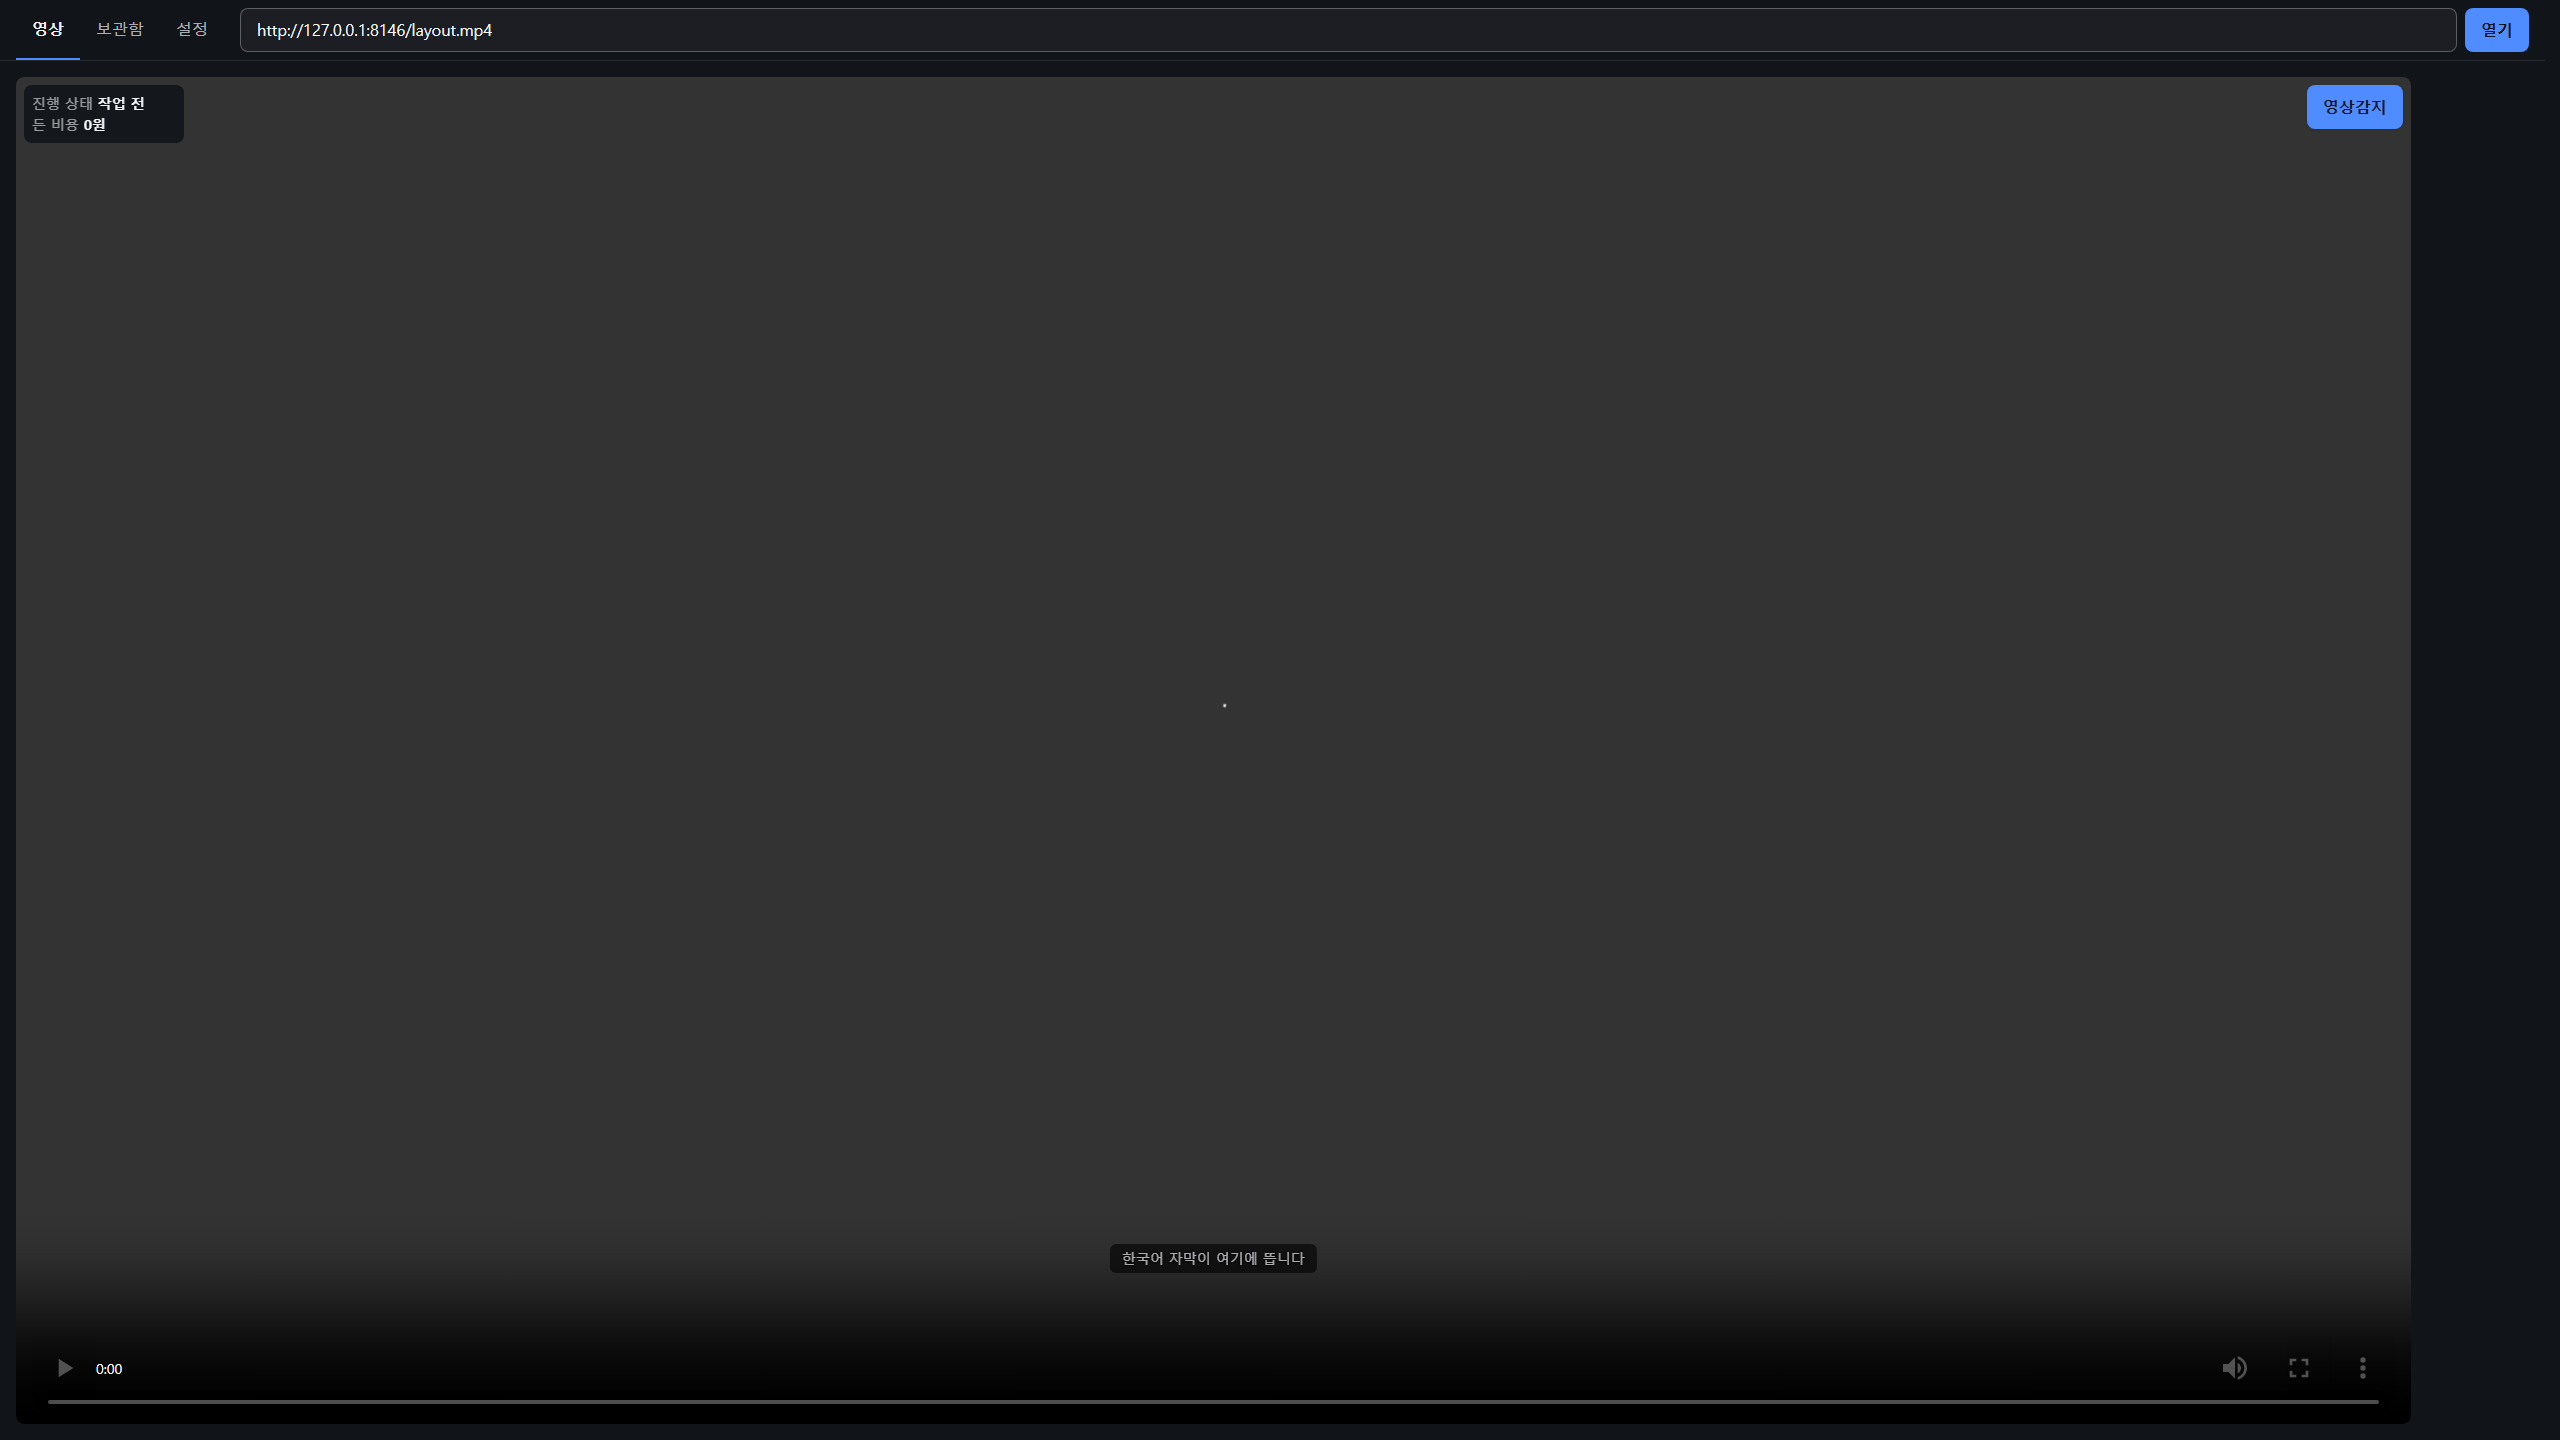 영상 보관함 설정 http://127.0.0.1:8146/layout.mp4 열기
진행 상태 작업 전
든 비용 0원
영상감지
한국어 자막이 여기에 뜹니다
0:00